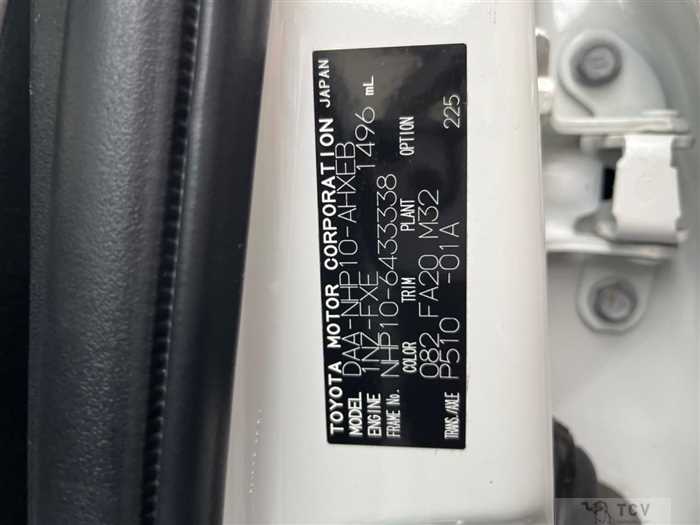 TOYOTA MOTOR CORPORATION JAPAN
MODEL DAA-NHP10-AHXEB
ENGINE 1NZ-FXE 1496 mL
FRAME No. NHP10-6433338
COLOR TRIM PLANT OPTION
082 FA20 M32
TRANS./AXLE P510 -01A 225
TCV